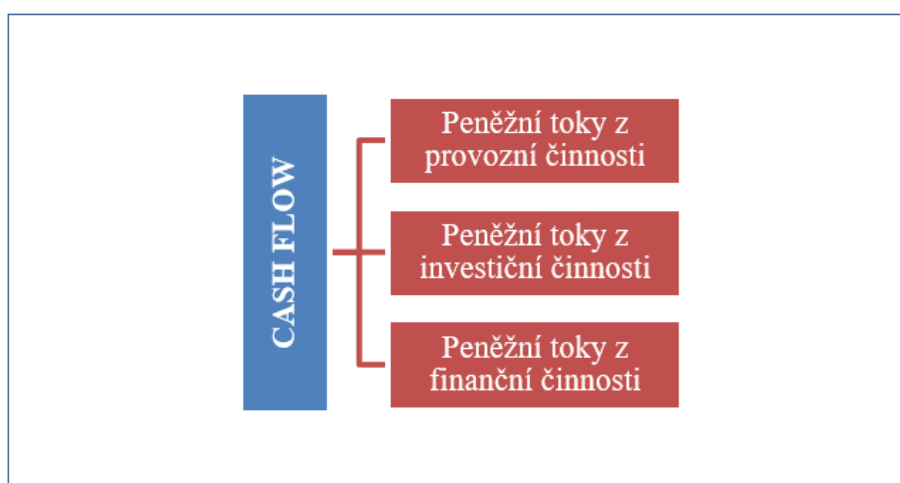 CASH FLOW
Peněžní toky z
provozní činnosti
Peněžní toky z
investiční činnosti
Peněžní toky z
finanční činnosti